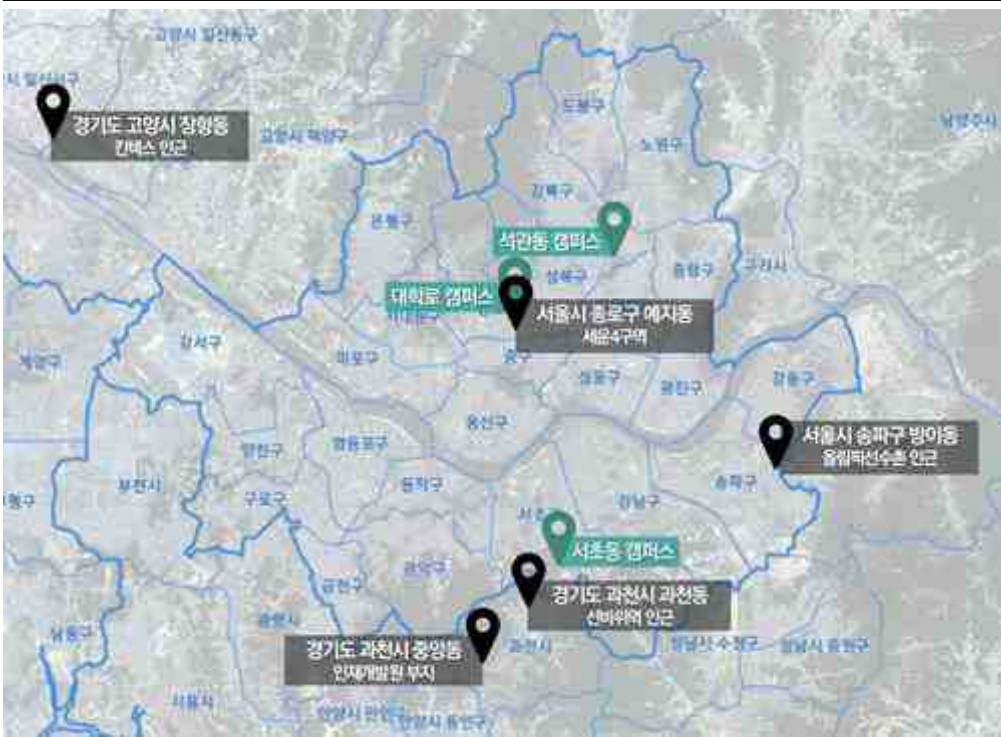 고양시 일산동구
시 일산서구
경기도 고양시 장항동
킨텍스 인근
고양시 덕양구
도봉구
노원구
남양주시
강북구
은평구
석관동 캠퍼스
성북구
중랑구
구리시
대학로 캠퍼스
서울시 종로구 예지동
세운4구역
계양구
강서구
마포구
중구
성동구
광진구
강동구
용산구
서울시 송파구 방이동
올림픽선수촌 인근
양천구
영등포구
동작구
부천시
구로구
강남구
송파구
서초
서초동 캠퍼스
금천구
관악구
경기도 과천시 과천동
선바위역 인근
광명시
남동구
경기도 과천시 중앙동
인재개발원 부지
과천시
성남시 수정구
성남시 중원구
시흥시
안양시 만안구
안양시 동안구